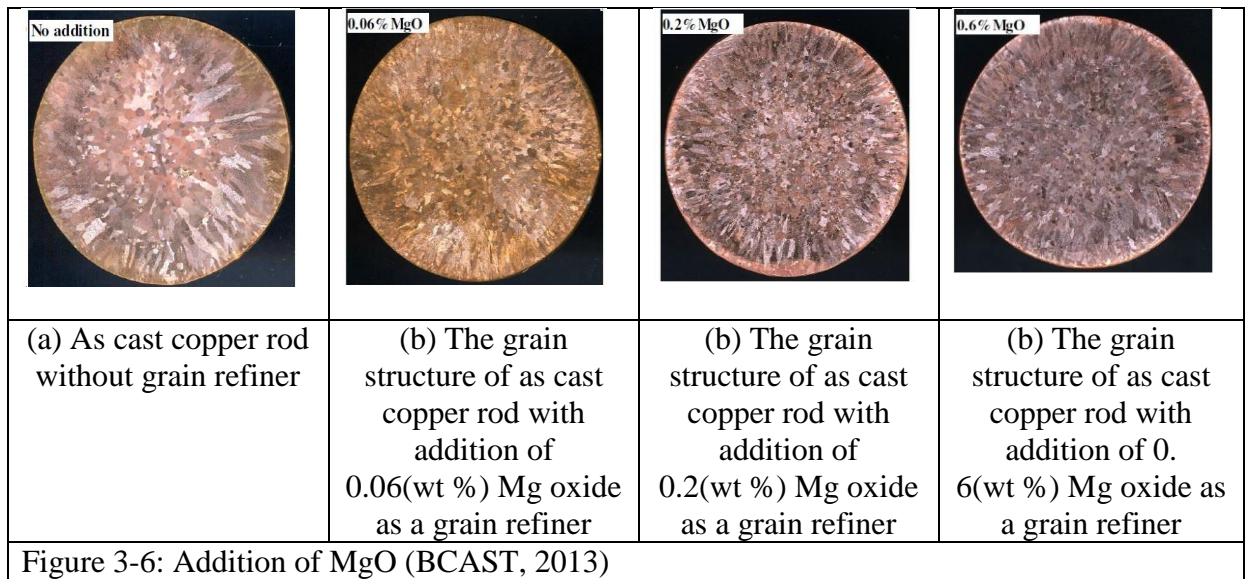 No addition
0.06% MgO
0.2% MgO
0.6% MgO
(a) As cast copper rod
without grain refiner
(b) The grain
structure of as cast
copper rod with
addition of
0.06(wt %) Mg oxide
as a grain refiner
(b) The grain
structure of as cast
copper rod with
addition of
0.2(wt %) Mg oxide
as a grain refiner
(b) The grain
structure of as cast
copper rod with
addition of 0.
6(wt %) Mg oxide as
a grain refiner
Figure 3-6: Addition of MgO (BCAST, 2013)